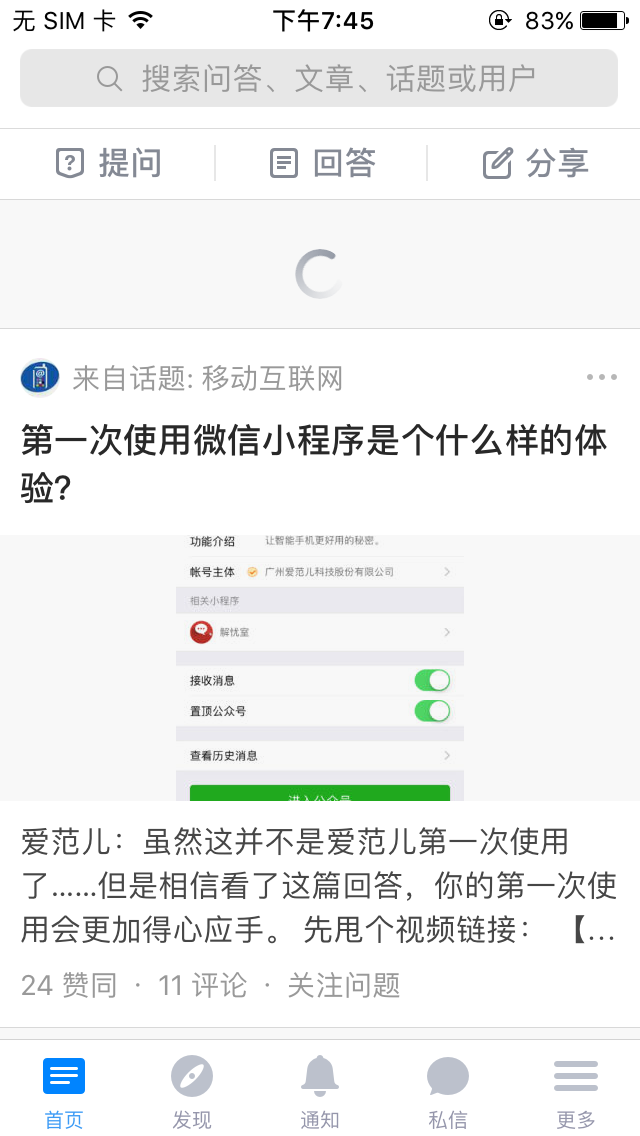 无 SIM 卡 下午7:45 83%
搜索问答、文章、话题或用户
提问 回答 分享
来自话题: 移动互联网
第一次使用微信小程序是个什么样的体
验?
功能介绍 让智能手机更好用的秘密。
帐号主体 广州爱范儿科技股份有限公司
相关小程序
解忧室
接收消息
置顶公众号
查看历史消息
进入公众号
爱范儿：虽然这并不是爱范儿第一次使用
了......但是相信看了这篇回答，你的第一次使
用会更加得心应手。 先甩个视频链接： 【...
24 赞同 · 11 评论 · 关注问题
首页 发现 通知 私信 更多